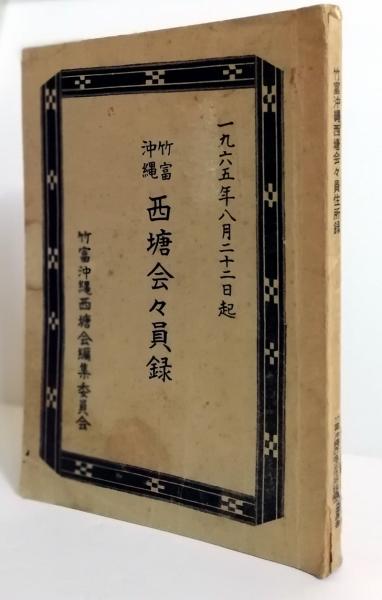 一九六五年八月二十二日起
竹富
沖縄
西塘会々員録
竹富沖縄西塘会編集委員会
竹富沖縄西塘会々員住所録